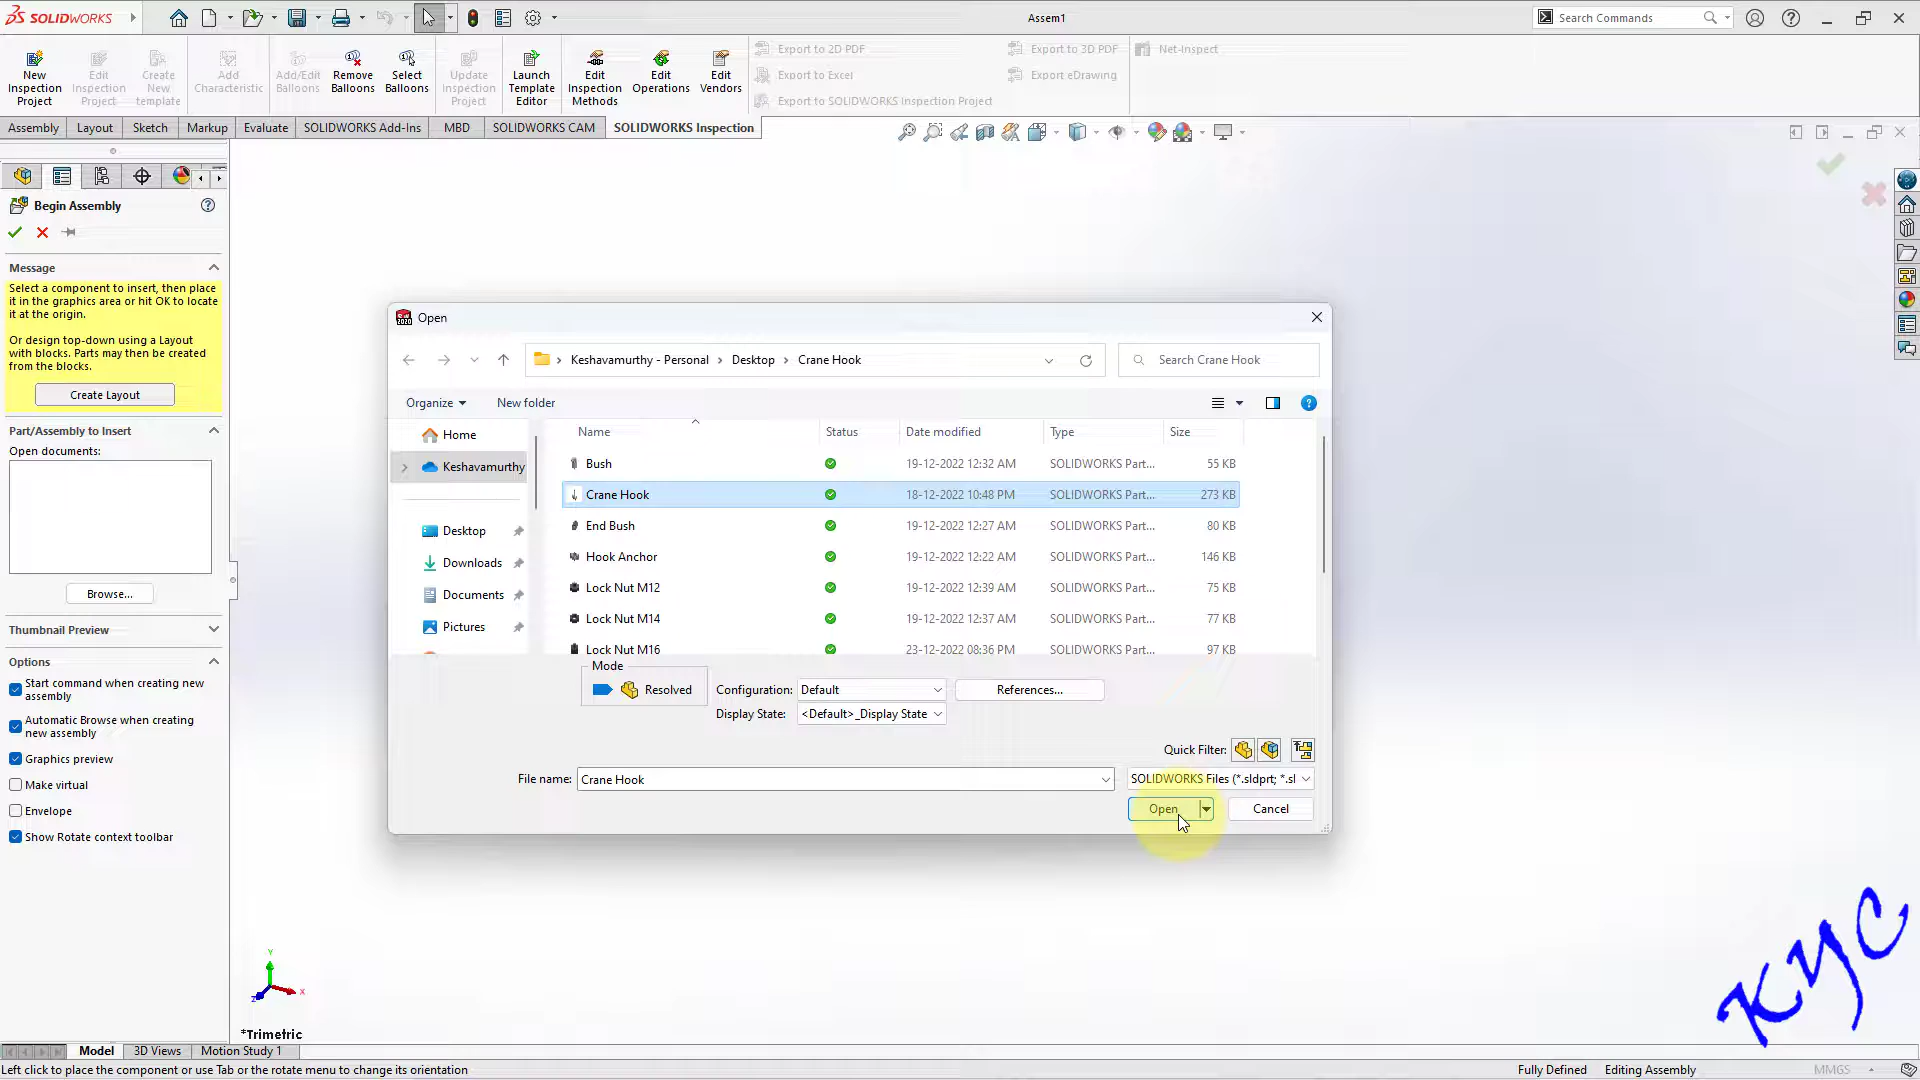 SOLIDWORKS
Assem1
Search Commands
New Inspection Project
Edit Inspection Project
Create New template
Add Characteristic
Add/Edit Balloons
Remove Balloons
Select Balloons
Update Inspection Project
Launch Template Editor
Edit Inspection Methods
Edit Operations
Edit Vendors
Export to 2D PDF
Export to Excel
Export to SOLIDWORKS Inspection Project
Export to 3D PDF
Export eDrawing
Net-Inspect
Assembly
Layout
Sketch
Markup
Evaluate
SOLIDWORKS Add-Ins
MBD
SOLIDWORKS CAM
SOLIDWORKS Inspection
Begin Assembly
Message
Select a component to insert, then place
it in the graphics area or hit OK to locate
it at the origin.
Or design top-down using a Layout
with blocks. Parts may then be created
from the blocks.
Create Layout
Part/Assembly to Insert
Open documents:
Browse...
Thumbnail Preview
Options
Start command when creating new
assembly
Automatic Browse when creating
new assembly
Graphics preview
Make virtual
Envelope
Show Rotate context toolbar
Open
Keshavamurthy - Personal > Desktop > Crane Hook
Search Crane Hook
Organize
New folder
Home
Keshavamurthy
Desktop
Downloads
Documents
Pictures
Name Status Date modified Type Size
Bush 19-12-2022 12:32 AM SOLIDWORKS Part... 55 KB
Crane Hook 18-12-2022 10:48 PM SOLIDWORKS Part... 273 KB
End Bush 19-12-2022 12:27 AM SOLIDWORKS Part... 80 KB
Hook Anchor 19-12-2022 12:22 AM SOLIDWORKS Part... 146 KB
Lock Nut M12 19-12-2022 12:39 AM SOLIDWORKS Part... 75 KB
Lock Nut M14 19-12-2022 12:37 AM SOLIDWORKS Part... 77 KB
Lock Nut M16 23-12-2022 08:36 PM SOLIDWORKS Part... 97 KB
Mode
Resolved
Configuration: Default
References...
Display State: <Default>_Display State
Quick Filter:
File name: Crane Hook
SOLIDWORKS Files (*.sldprt; *.sl
Open
Cancel
Y
X
Z
*Trimetric
KYC
Model
3D Views
Motion Study 1
Left click to place the component or use Tab or the rotate menu to change its orientation
Fully Defined
Editing Assembly
MMGS